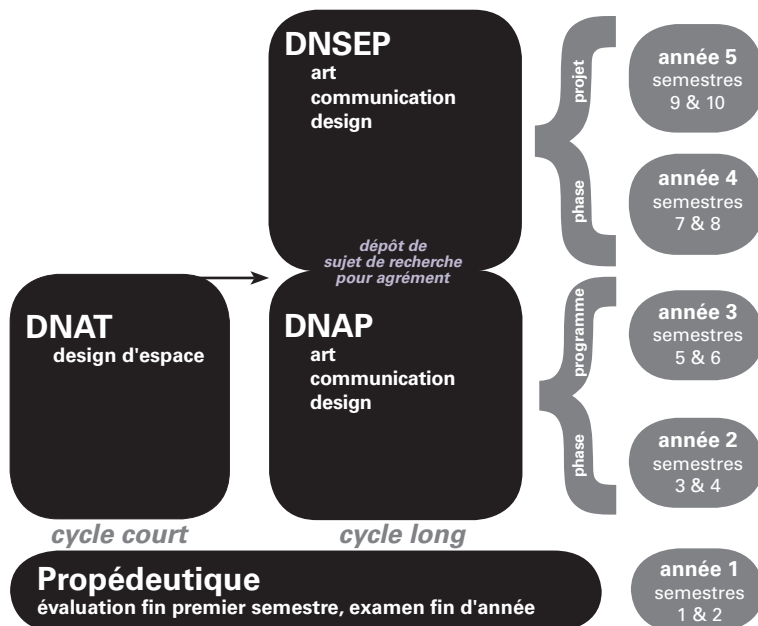 DNSEP
art
communication
design
projet
phase
année 5
semestres
9 & 10
année 4
semestres
7 & 8
dépôt de
sujet de recherche
pour agrément
DNAT
design d'espace
DNAP
art
communication
design
programme
phase
année 3
semestres
5 & 6
année 2
semestres
3 & 4
cycle court
cycle long
Propédeutique
évaluation fin premier semestre, examen fin d'année
année 1
semestres
1 & 2